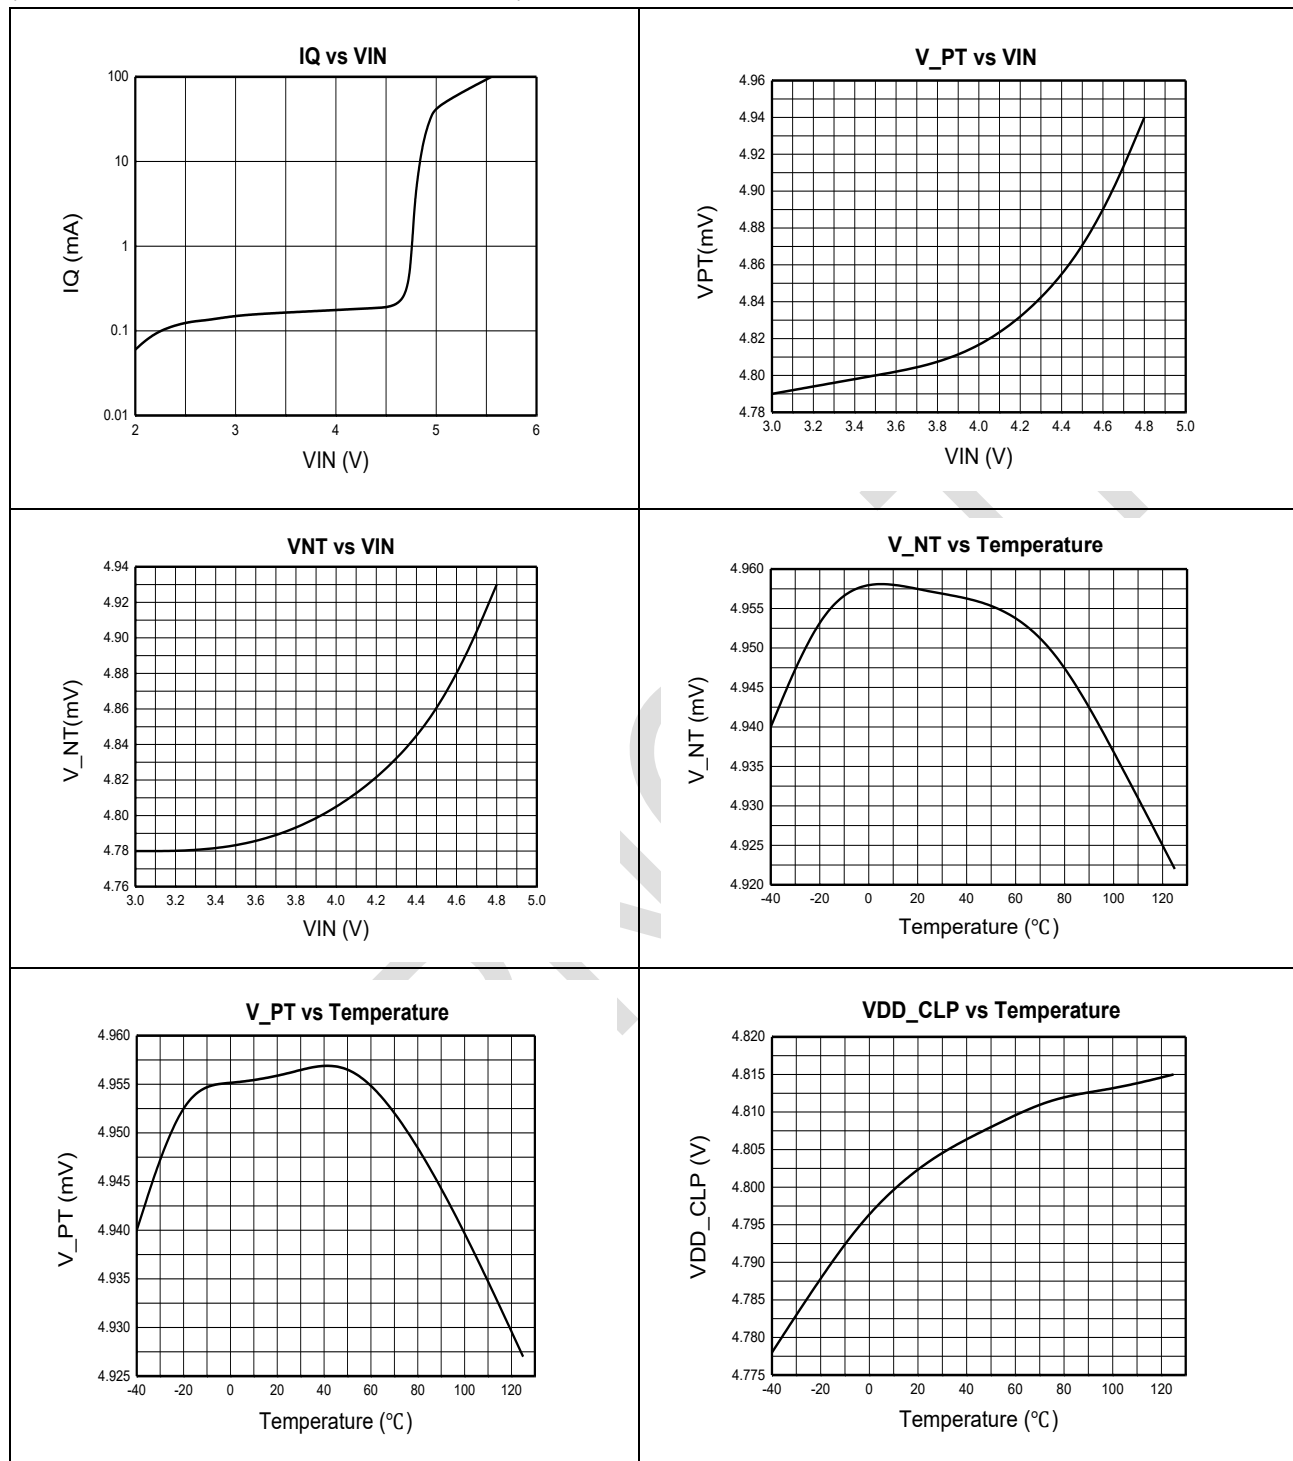 IQ vs VIN
100
10
1
0.1
0.01
IQ (mA)
2 3 4 5 6
VIN (V)
V_PT vs VIN
4.96
4.94
4.92
4.90
4.88
4.86
4.84
4.82
4.80
4.78
VPT(mV)
3.0 3.2 3.4 3.6 3.8 4.0 4.2 4.4 4.6 4.8 5.0
VIN (V)
VNT vs VIN
4.94
4.92
4.90
4.88
4.86
4.84
4.82
4.80
4.78
4.76
V_NT(mV)
3.0 3.2 3.4 3.6 3.8 4.0 4.2 4.4 4.6 4.8 5.0
VIN (V)
V_NT vs Temperature
4.960
4.955
4.950
4.945
4.940
4.935
4.930
4.925
4.920
V_NT (mV)
-40 -20 0 20 40 60 80 100 120
Temperature (℃)
V_PT vs Temperature
4.960
4.955
4.950
4.945
4.940
4.935
4.930
4.925
V_PT (mV)
-40 -20 0 20 40 60 80 100 120
Temperature (℃)
VDD_CLP vs Temperature
4.820
4.815
4.810
4.805
4.800
4.795
4.790
4.785
4.780
4.775
VDD_CLP (V)
-40 -20 0 20 40 60 80 100 120
Temperature (℃)